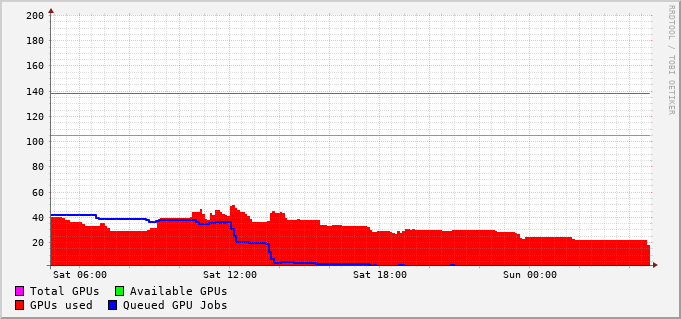 200
180
160
140
120
100
80
60
40
20
Sat 06:00 Sat 12:00 Sat 18:00 Sun 00:00
Total GPUs Available GPUs
GPUs used Queued GPU Jobs
RRDTOOL / TOBI OETIKER